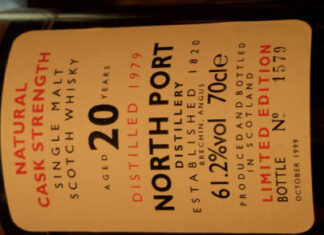 NATURAL
CASK STRENGTH
SINGLE MALT
SCOTCH WHISKY
AGED 20 YEARS
DISTILLED 1979
NORTH PORT
DISTILLERY
ESTABLISHED 1820
BRECHIN, ANGUS
61.2%vol 70cle
PRODUCED AND BOTTLED
IN SCOTLAND
LIMITED EDITION
BOTTLE Nº 1579
OCTOBER 1999